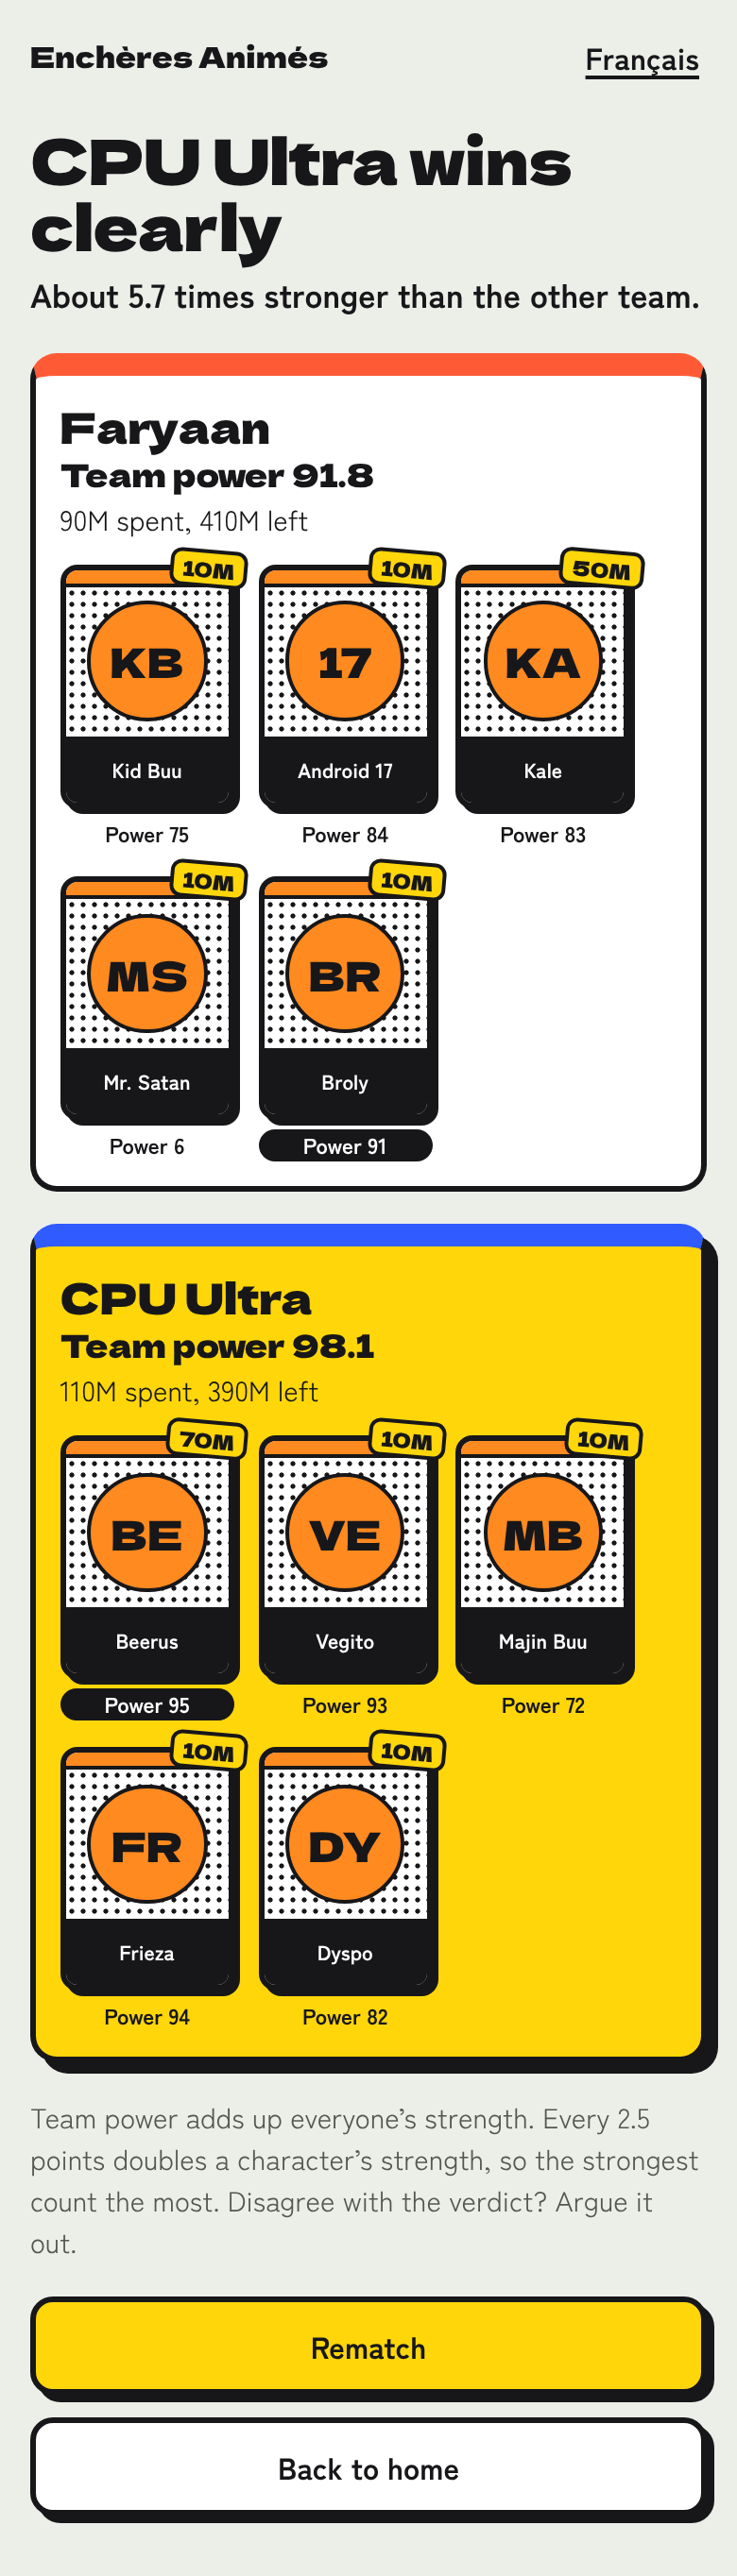 Enchères Animés
Français
CPU Ultra wins
clearly
About 5.7 times stronger than the other team.
Faryaan
Team power 91.8
90M spent, 410M left
10M
10M
50M
KB
17
KA
Kid Buu
Android 17
Kale
Power 75
Power 84
Power 83
10M
10M
MS
BR
Mr. Satan
Broly
Power 6
Power 91
CPU Ultra
Team power 98.1
110M spent, 390M left
70M
10M
10M
BE
VE
MB
Beerus
Vegito
Majin Buu
Power 95
Power 93
Power 72
10M
10M
FR
DY
Frieza
Dyspo
Power 94
Power 82
Team power adds up everyone’s strength. Every 2.5
points doubles a character’s strength, so the strongest
count the most. Disagree with the verdict? Argue it
out.
Rematch
Back to home